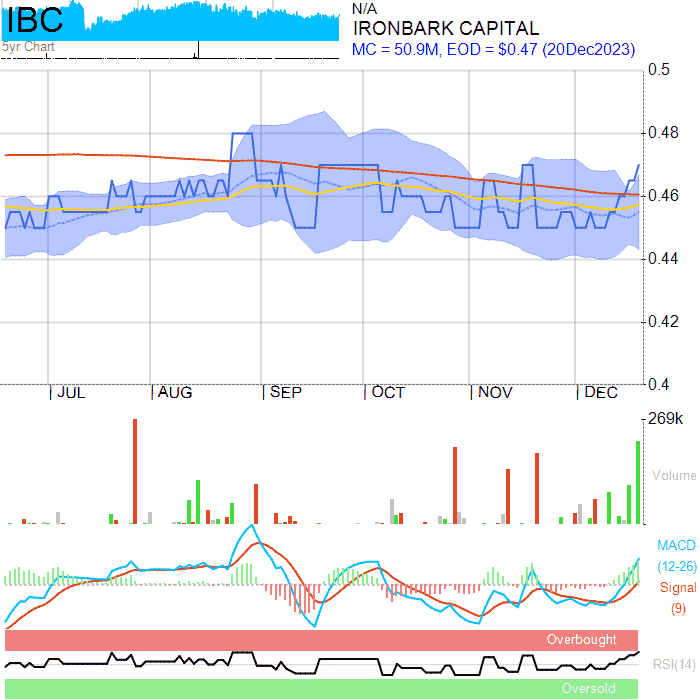 IBC
5yr Chart
N/A
IRONBARK CAPITAL
MC = 50.9M, EOD = $0.47 (20Dec2023)
0.5
0.48
0.46
0.44
0.42
0.4
JUL AUG SEP OCT NOV DEC
269k
Volume
MACD
(12-26)
Signal
(9)
Overbought
RSI(14)
Oversold